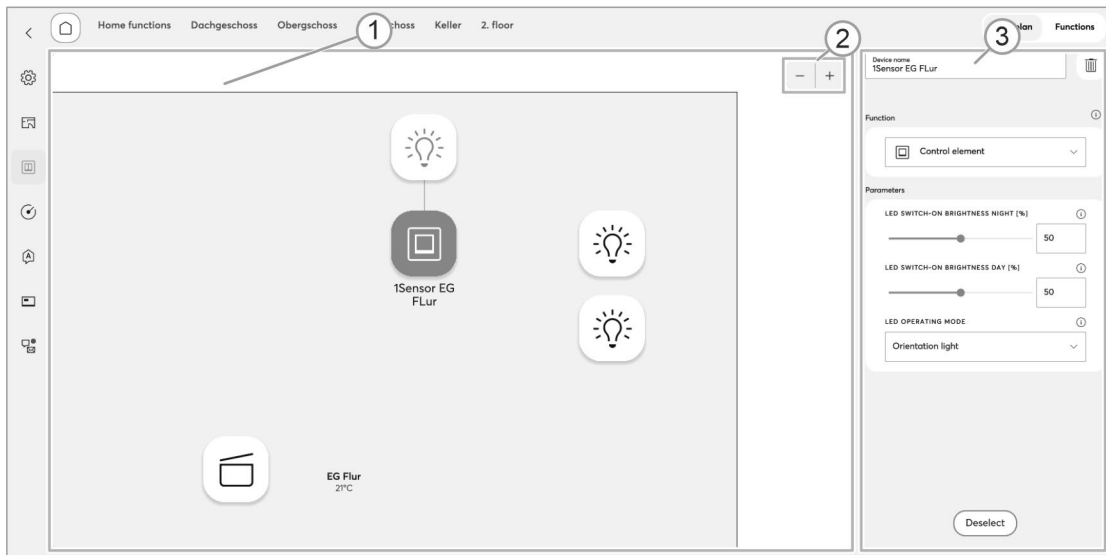 Home functions Dachgeschoss Obergschoss choss Keller 2. floor
lan Functions
1
2
3
− +
Device name
1Sensor EG FLur
Function
Control element
Parameters
LED SWITCH-ON BRIGHTNESS NIGHT [%]
50
LED SWITCH-ON BRIGHTNESS DAY [%]
50
LED OPERATING MODE
Orientation light
1Sensor EG
FLur
EG Flur
21°C
Deselect